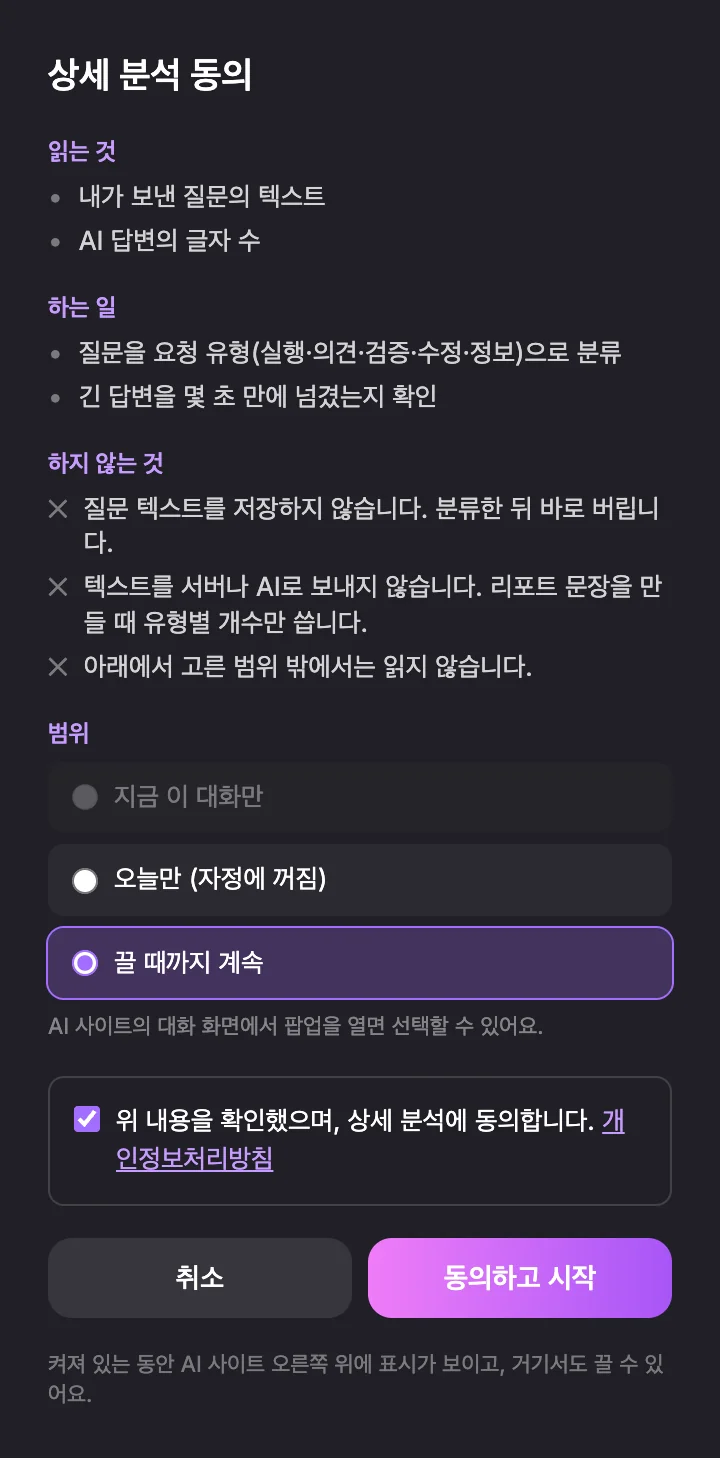 상세 분석 동의
읽는 것
• 내가 보낸 질문의 텍스트
• AI 답변의 글자 수
하는 일
• 질문을 요청 유형(실행·의견·검증·수정·정보)으로 분류
• 긴 답변을 몇 초 만에 넘겼는지 확인
하지 않는 것
✕ 질문 텍스트를 저장하지 않습니다. 분류한 뒤 바로 버립니
다.
✕ 텍스트를 서버나 AI로 보내지 않습니다. 리포트 문장을 만
들 때 유형별 개수만 씁니다.
✕ 아래에서 고른 범위 밖에서는 읽지 않습니다.
범위
지금 이 대화만
오늘만 (자정에 꺼짐)
끌 때까지 계속
AI 사이트의 대화 화면에서 팝업을 열면 선택할 수 있어요.
위 내용을 확인했으며, 상세 분석에 동의합니다. 개
인정보처리방침
취소
동의하고 시작
켜져 있는 동안 AI 사이트 오른쪽 위에 표시가 보이고, 거기서도 끌 수 있
어요.